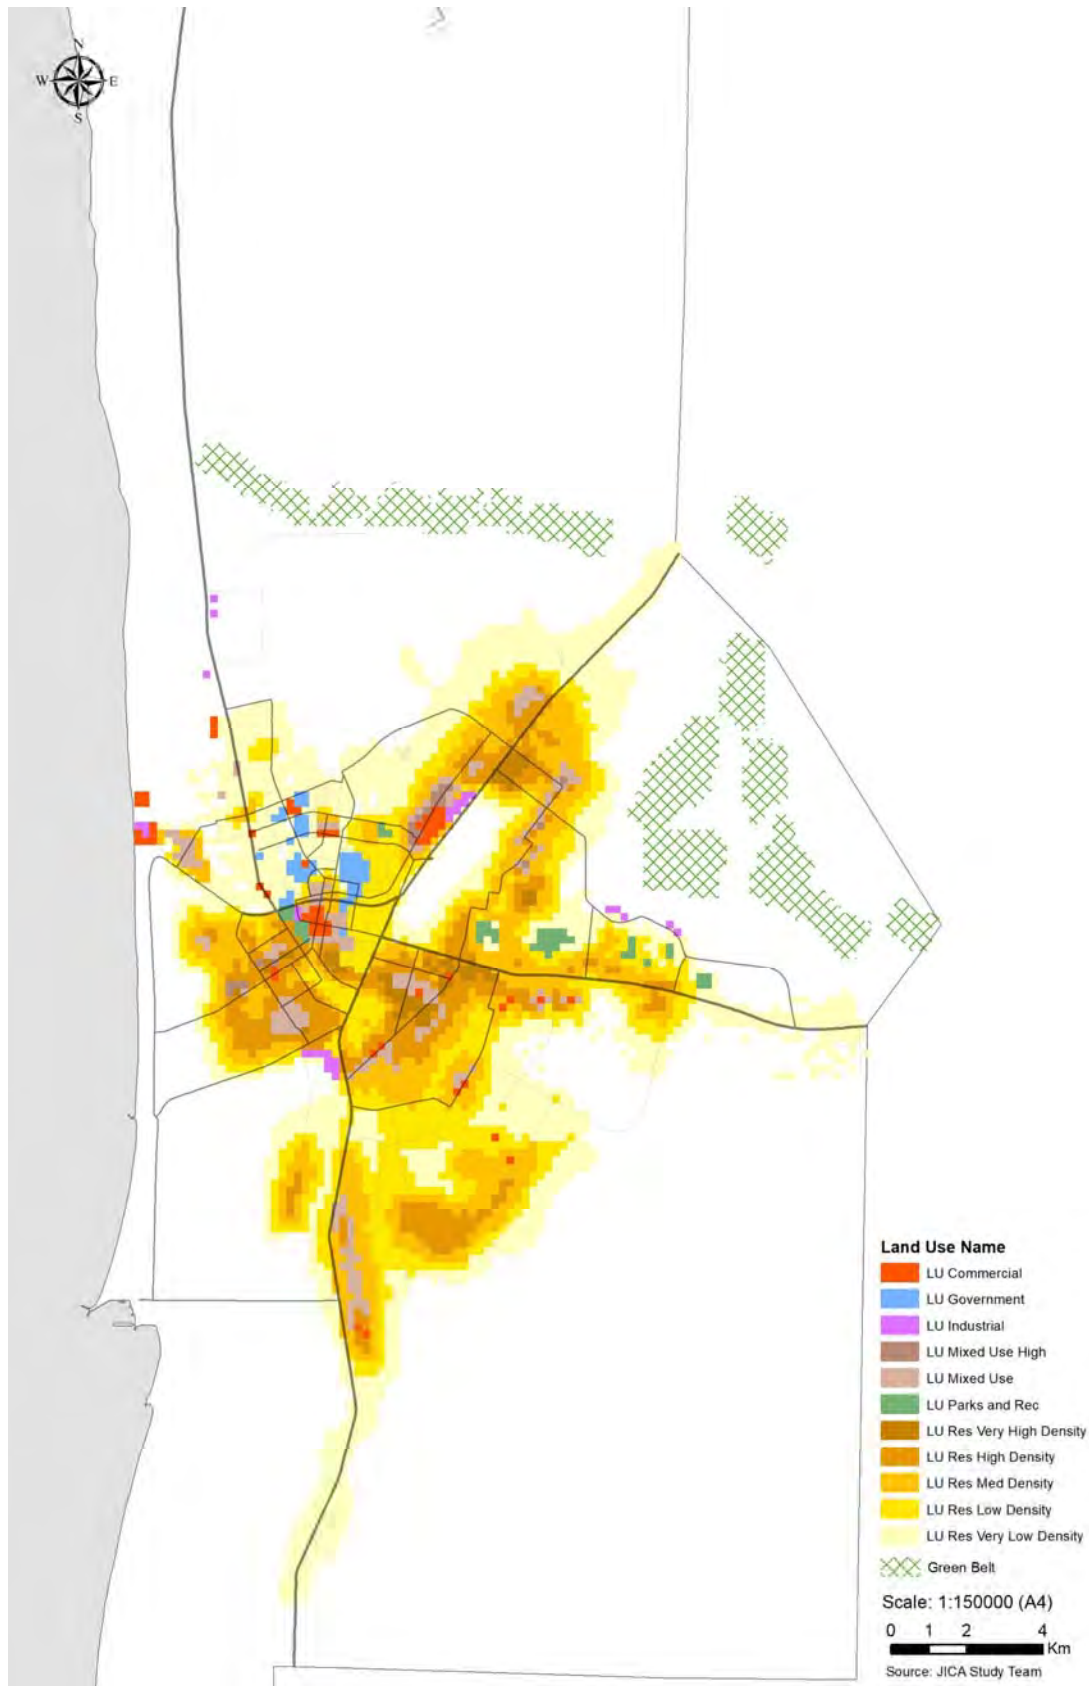 N
W E
S
Land Use Name
LU Commercial
LU Government
LU Industrial
LU Mixed Use High
LU Mixed Use
LU Parks and Rec
LU Res Very High Density
LU Res High Density
LU Res Med Density
LU Res Low Density
LU Res Very Low Density
Green Belt
Scale: 1:150000 (A4)
0 1 2 4
Km
Source: JICA Study Team